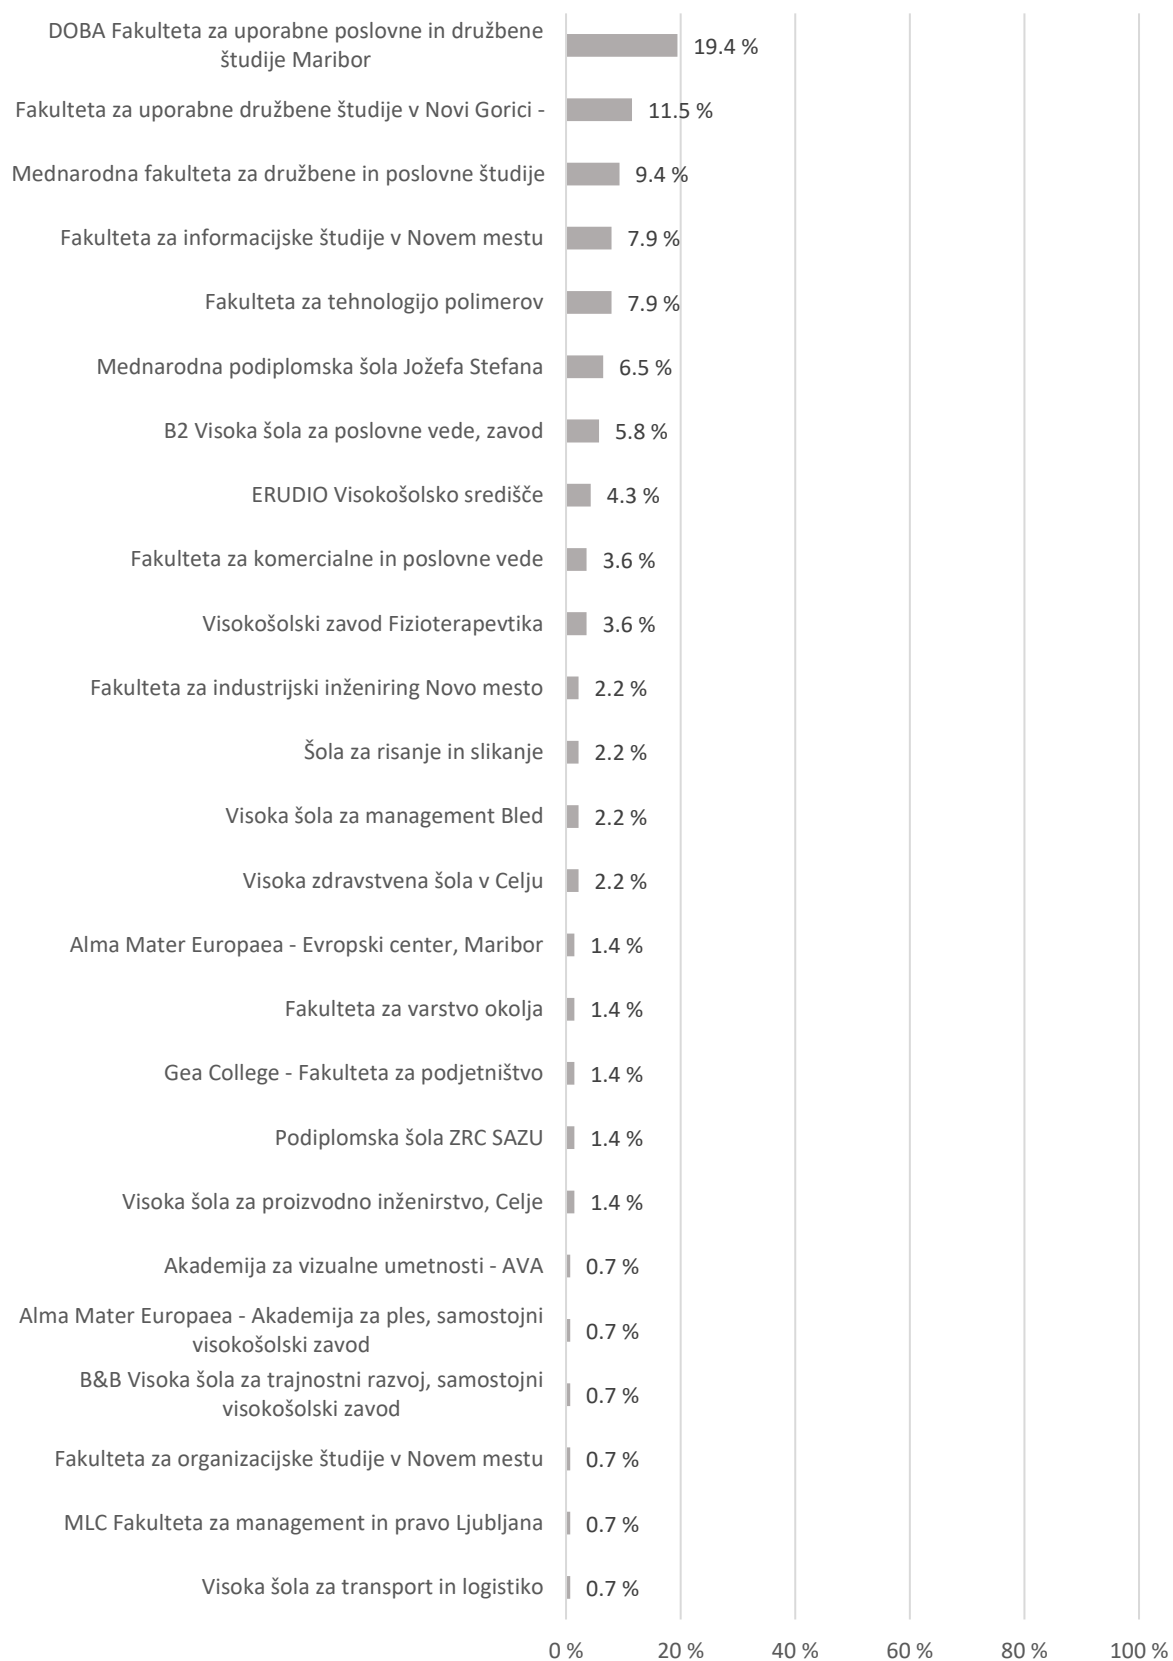 DOBA Fakulteta za uporabne poslovne in družbene
študije Maribor
19.4 %
Fakulteta za uporabne družbene študije v Novi Gorici -
11.5 %
Mednarodna fakulteta za družbene in poslovne študije
9.4 %
Fakulteta za informacijske študije v Novem mestu
7.9 %
Fakulteta za tehnologijo polimerov
7.9 %
Mednarodna podiplomska šola Jožefa Stefana
6.5 %
B2 Visoka šola za poslovne vede, zavod
5.8 %
ERUDIO Visokošolsko središče
4.3 %
Fakulteta za komercialne in poslovne vede
3.6 %
Visokošolski zavod Fizioterapevtika
3.6 %
Fakulteta za industrijski inženiring Novo mesto
2.2 %
Šola za risanje in slikanje
2.2 %
Visoka šola za management Bled
2.2 %
Visoka zdravstvena šola v Celju
2.2 %
Alma Mater Europaea - Evropski center, Maribor
1.4 %
Fakulteta za varstvo okolja
1.4 %
Gea College - Fakulteta za podjetništvo
1.4 %
Podiplomska šola ZRC SAZU
1.4 %
Visoka šola za proizvodno inženirstvo, Celje
1.4 %
Akademija za vizualne umetnosti - AVA
0.7 %
Alma Mater Europaea - Akademija za ples, samostojni
visokošolski zavod
0.7 %
B&B Visoka šola za trajnostni razvoj, samostojni
visokošolski zavod
0.7 %
Fakulteta za organizacijske študije v Novem mestu
0.7 %
MLC Fakulteta za management in pravo Ljubljana
0.7 %
Visoka šola za transport in logistiko
0.7 %
0 % 20 % 40 % 60 % 80 % 100 %